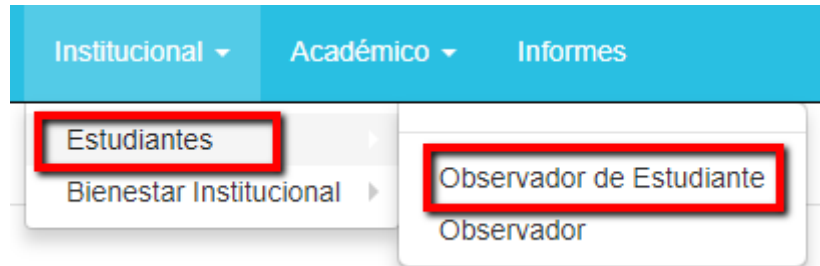 Institucional Académico Informes
Estudiantes
Bienestar Institucional
Observador de Estudiante
Observador